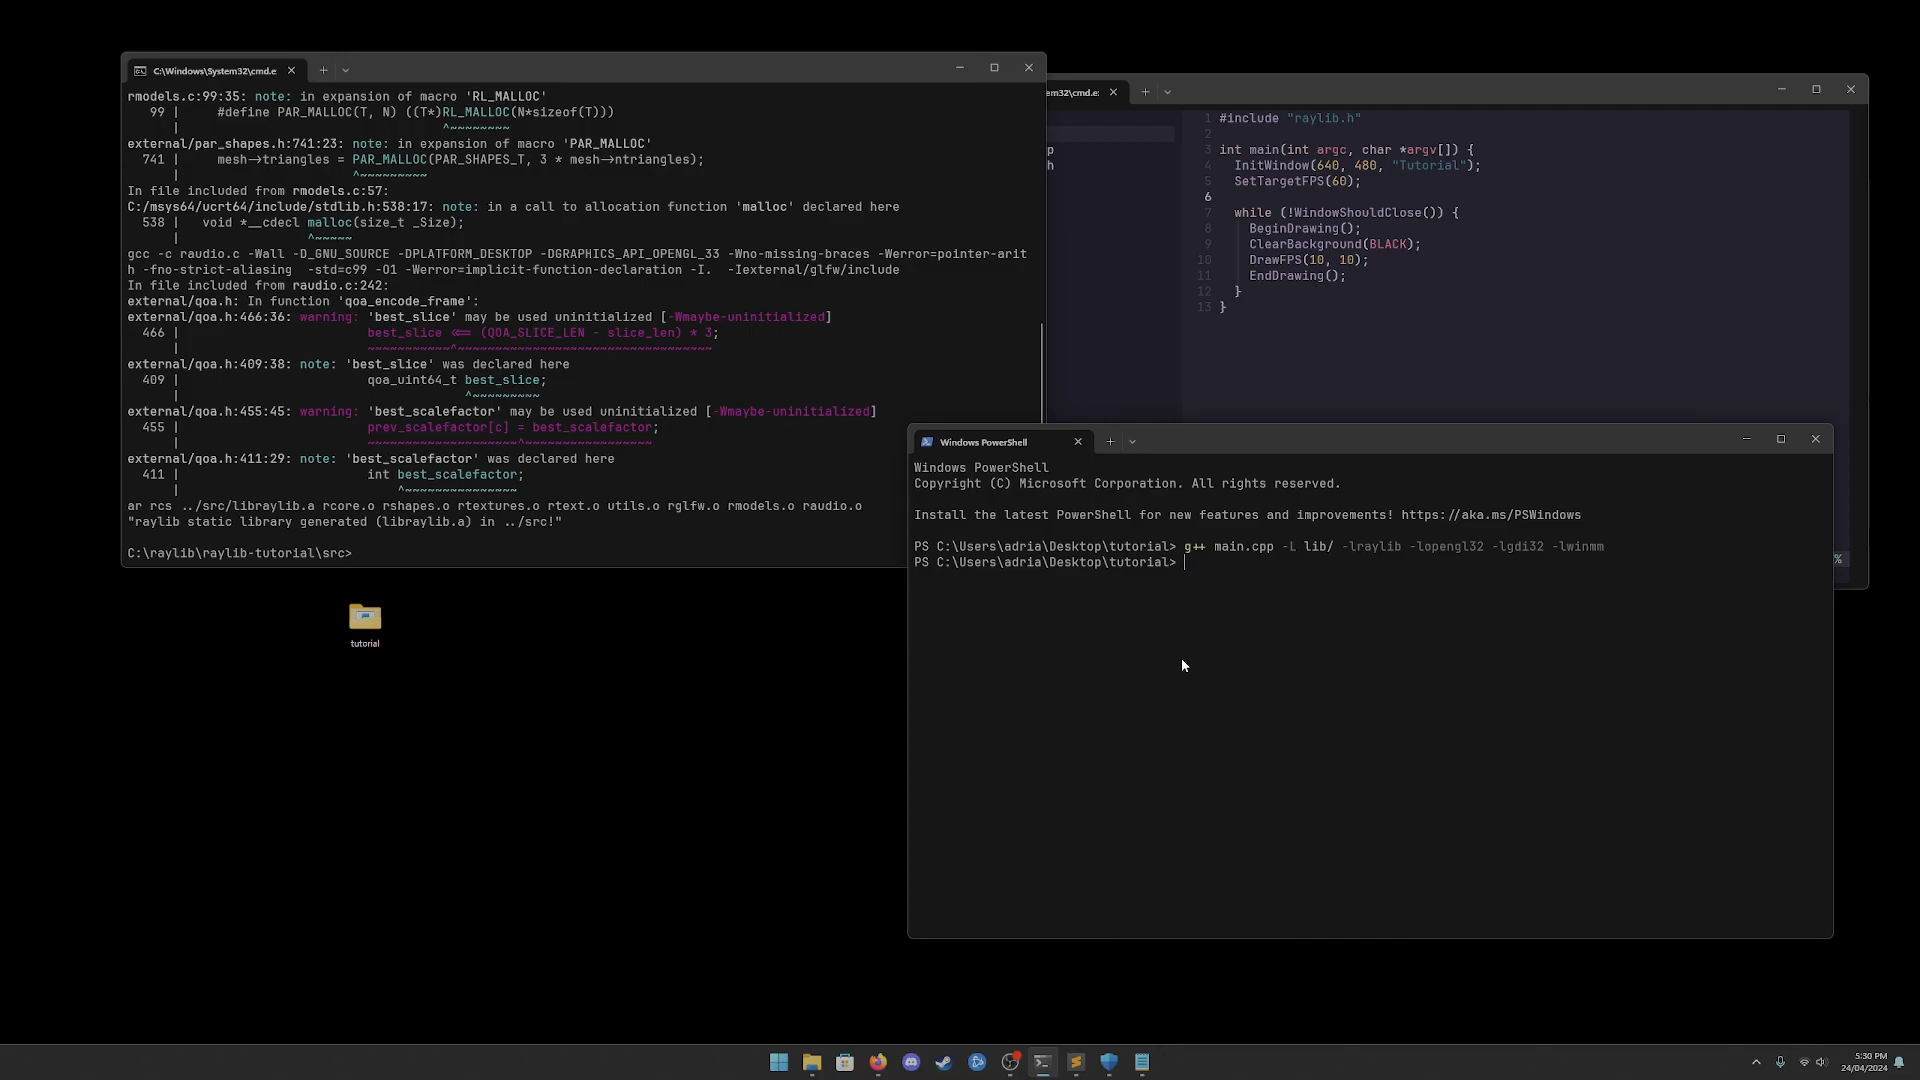 C:\Windows\System32\cmd.e
rmodels.c:99:35: note: in expansion of macro 'RL_MALLOC'
99 | #define PAR_MALLOC(T, N) ((T*)RL_MALLOC(N*sizeof(T)))
| ^~~~~~~~~
external/par_shapes.h:741:23: note: in expansion of macro 'PAR_MALLOC'
741 | mesh->triangles = PAR_MALLOC(PAR_SHAPES_T, 3 * mesh->ntriangles);
| ^~~~~~~~~~
In file included from rmodels.c:57:
C:/msys64/ucrt64/include/stdlib.h:538:17: note: in a call to allocation function 'malloc' declared here
538 | void *__cdecl malloc(size_t _Size);
| ^~~~~~
gcc -c raudio.c -Wall -D_GNU_SOURCE -DPLATFORM_DESKTOP -DGRAPHICS_API_OPENGL_33 -Wno-missing-braces -Werror=pointer-arit
h -fno-strict-aliasing -std=c99 -O1 -Werror=implicit-function-declaration -I. -Iexternal/glfw/include
In file included from raudio.c:242:
external/qoa.h: In function 'qoa_encode_frame':
external/qoa.h:466:36: warning: 'best_slice' may be used uninitialized [-Wmaybe-uninitialized]
466 | best_slice <<= (QOA_SLICE_LEN - slice_len) * 3;
| ~~~~~~~~~~~^~~~~~~~~~~~~~~~~~~~~~~~~~~~~~~~~~~
external/qoa.h:409:38: note: 'best_slice' was declared here
409 | qoa_uint64_t best_slice;
| ^~~~~~~~~~
external/qoa.h:455:45: warning: 'best_scalefactor' may be used uninitialized [-Wmaybe-uninitialized]
455 | prev_scalefactor[c] = best_scalefactor;
| ~~~~~~~~~~~~~~~~~~~~^~~~~~~~~~~~~~~~~~
external/qoa.h:411:29: note: 'best_scalefactor' was declared here
411 | int best_scalefactor;
| ^~~~~~~~~~~~~~~~
ar rcs ../src/libraylib.a rcore.o rshapes.o rtextures.o rtext.o utils.o rglfw.o rmodels.o raudio.o
"raylib static library generated (libraylib.a) in ../src!"
C:\raylib\raylib-tutorial\src>
em32\cmd.e:
p
h
1 #include "raylib.h"
2
3 int main(int argc, char *argv[]) {
4 InitWindow(640, 480, "Tutorial");
5 SetTargetFPS(60);
6
7 while (!WindowShouldClose()) {
8 BeginDrawing();
9 ClearBackground(BLACK);
10 DrawFPS(10, 10);
11 EndDrawing();
12 }
13 }
%
Windows PowerShell
Windows PowerShell
Copyright (C) Microsoft Corporation. All rights reserved.
Install the latest PowerShell for new features and improvements! https://aka.ms/PSWindows
PS C:\Users\adria\Desktop\tutorial> g++ main.cpp -L lib/ -lraylib -lopengl32 -lgdi32 -lwinmm
PS C:\Users\adria\Desktop\tutorial>
tutorial
5:30 PM
24/04/2024